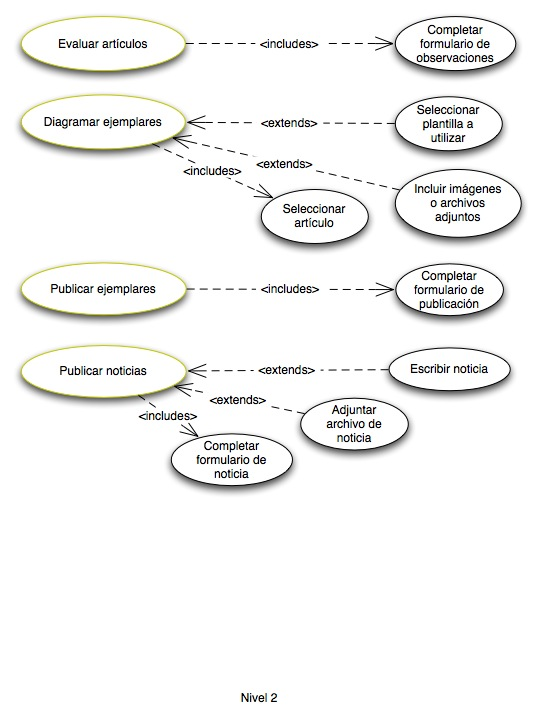 Evaluar artículos
<includes>
Completar
formulario de
observaciones
Diagramar ejemplares
<extends>
Seleccionar
plantilla a
utilizar
<extends>
<includes>
Incluir imágenes
o archivos
adjuntos
Seleccionar
artículo
Publicar ejemplares
<includes>
Completar
formulario de
publicación
Publicar noticias
<extends>
Escribir noticia
<extends>
<includes>
Adjuntar
archivo de
noticia
Completar
formulario de
noticia
Nivel 2